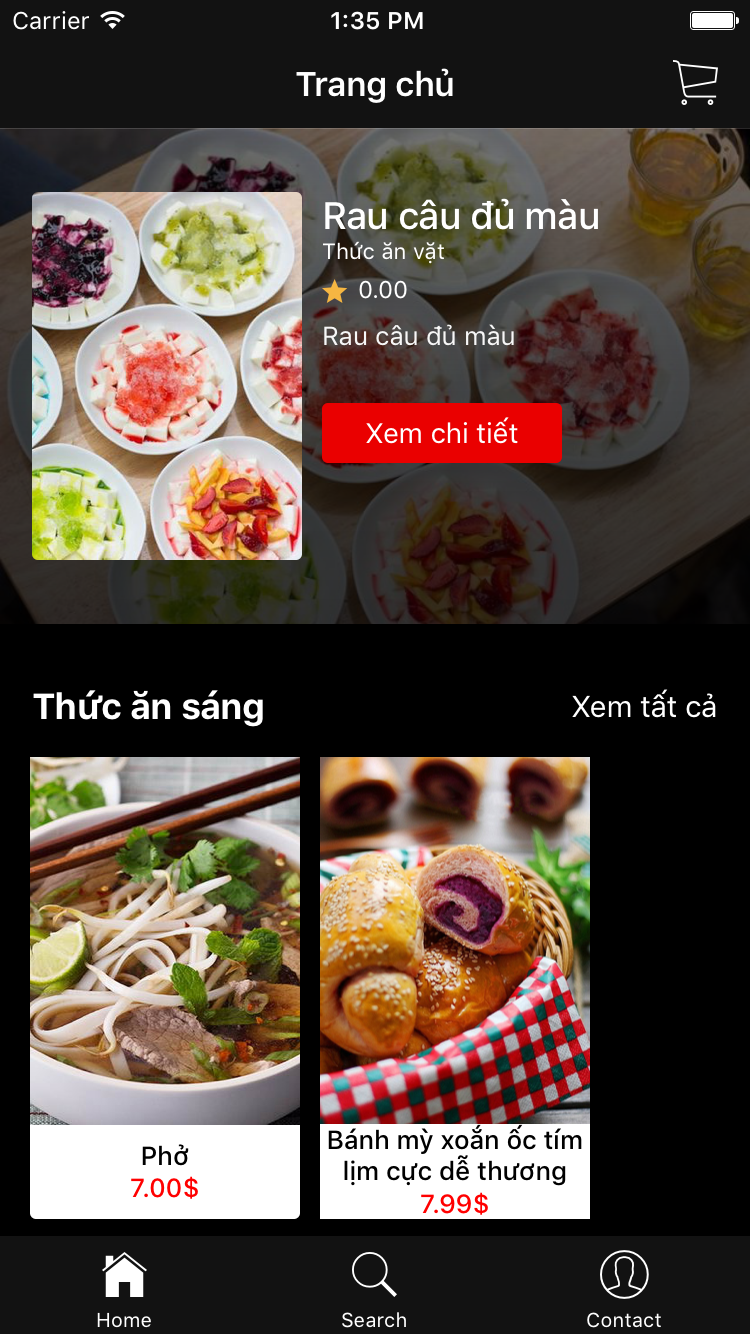 Carrier
1:35 PM
Trang chủ
Rau câu đủ màu
Thức ăn vặt
0.00
Rau câu đủ màu
Xem chi tiết
Thức ăn sáng
Xem tất cả
Phở
7.00$
Bánh mỳ xoắn ốc tím
lịm cực dễ thương
7.99$
Home
Search
Contact